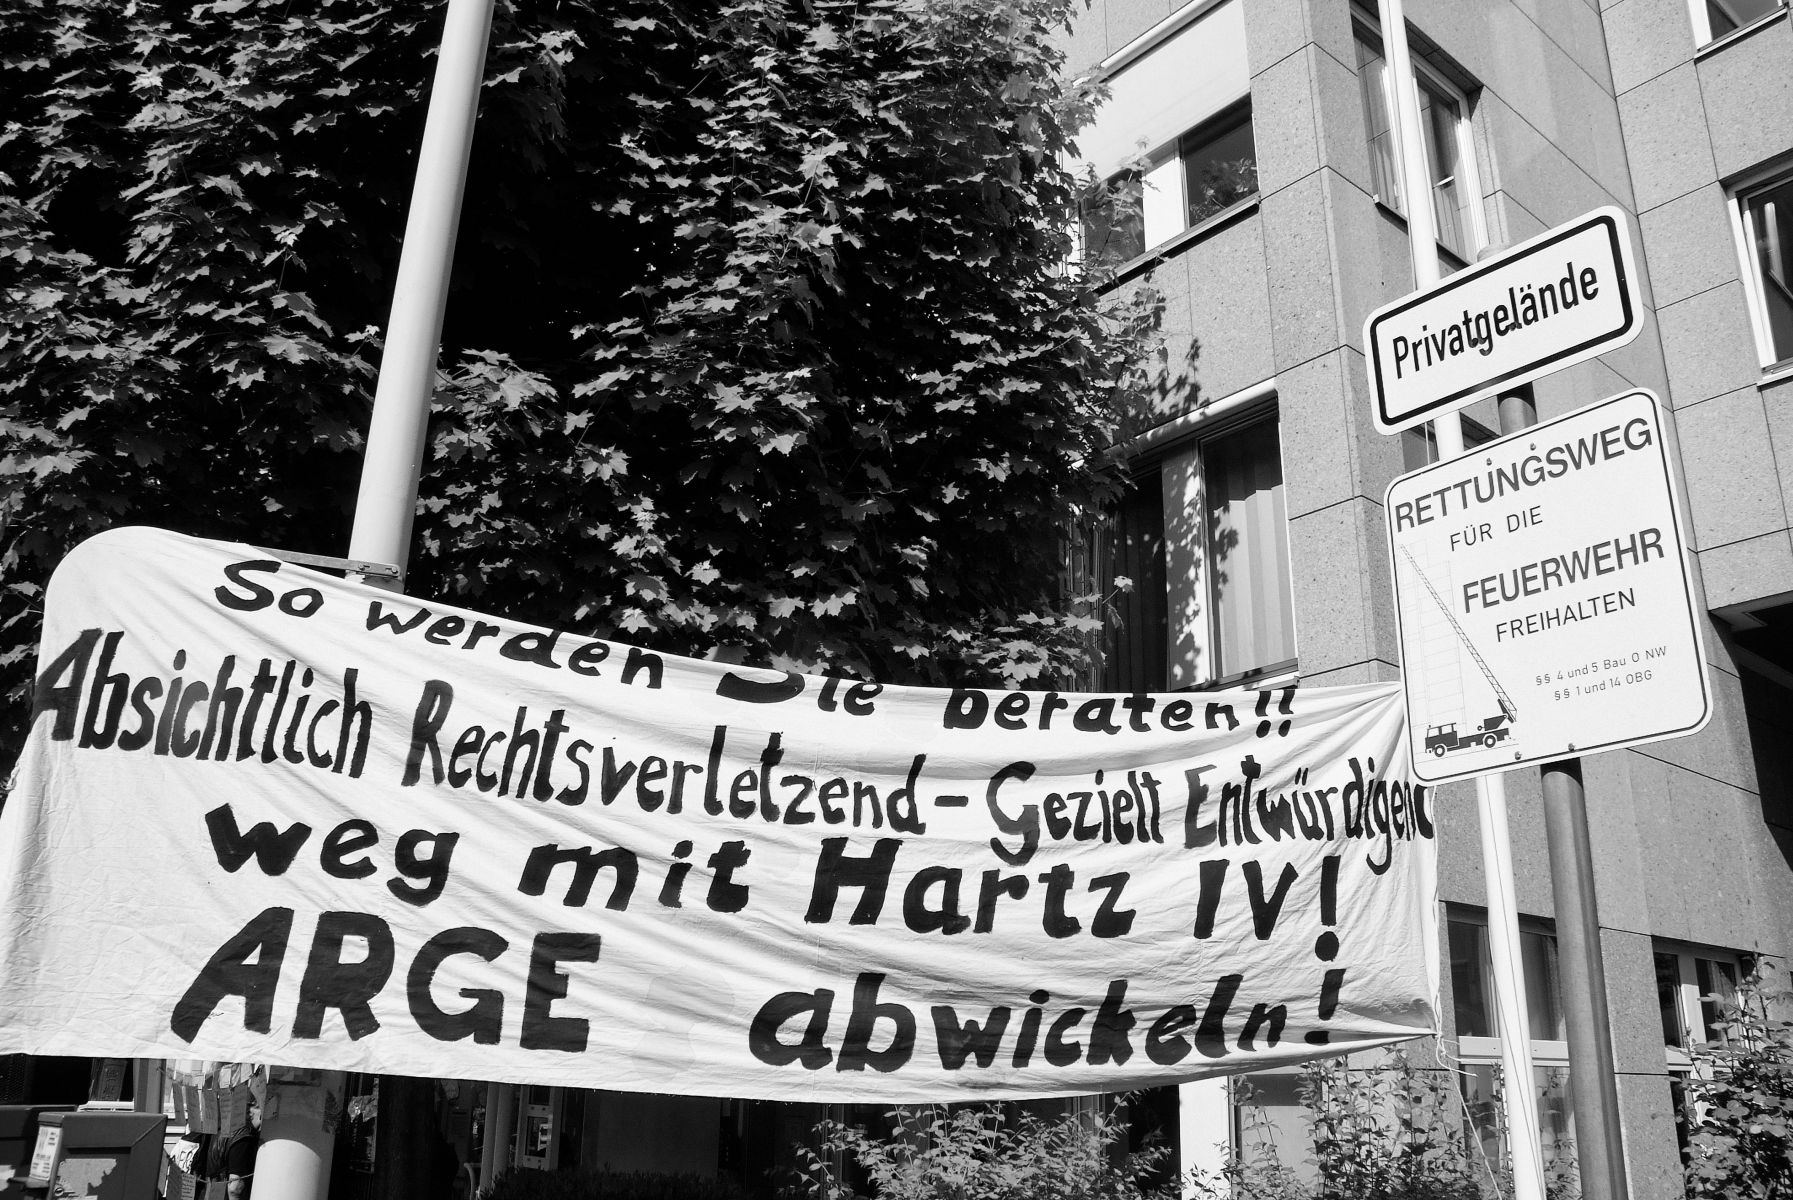 So werden Sie beraten!!
Absichtlich Rechtsverletzend - Gezielt Entwürdigend
weg mit Hartz IV!
ARGE abwickeln!
Privatgelände
RETTUNGSWEG
FÜR DIE
FEUERWEHR
FREIHALTEN
§§ 4 und 5 Bau O NW
§§ 1 und 14 OBG